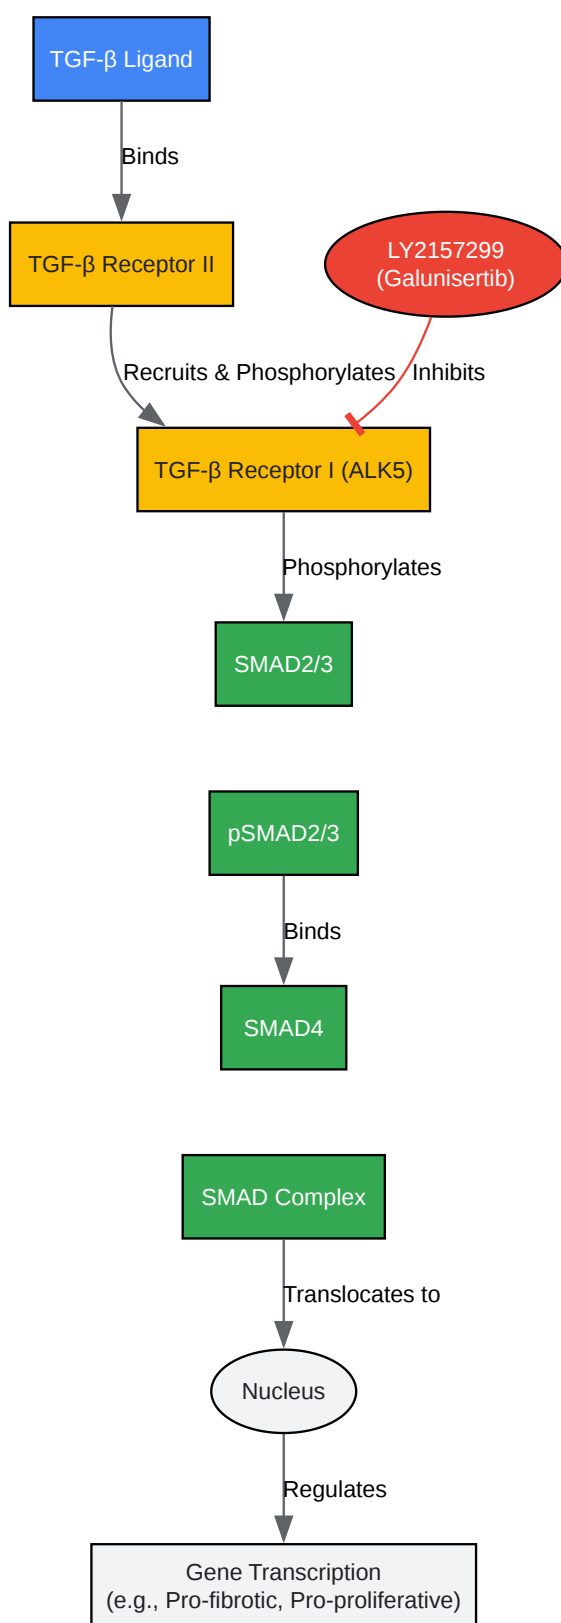 TGF-β Ligand
Binds
TGF-β Receptor II
LY2157299
(Galunisertib)
Recruits & Phosphorylates
Inhibits
TGF-β Receptor I (ALK5)
Phosphorylates
SMAD2/3
pSMAD2/3
Binds
SMAD4
SMAD Complex
Translocates to
Nucleus
Regulates
Gene Transcription
(e.g., Pro-fibrotic, Pro-proliferative)